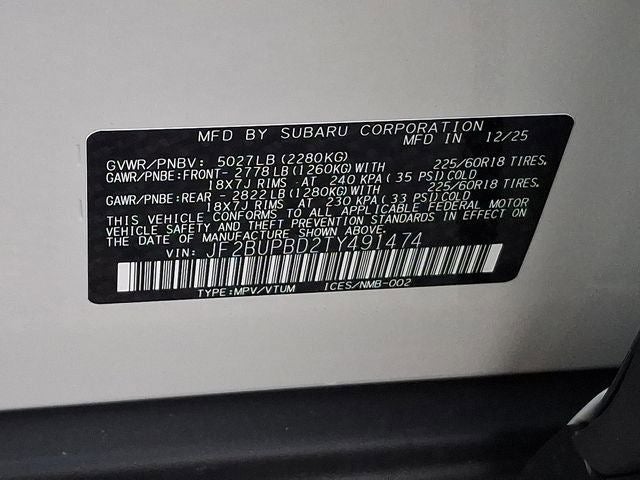 MFD BY SUBARU CORPORATION
MFD IN 12/25
GVWR/PNBV: 5027LB(2280KG)
GAWR/PNBE:FRONT- 2778LB(1260KG)WITH 225/60R18 TIRES,
18X7J RIMS AT 240 KPA( 35 PSI)COLD
GAWR/PNBE:REAR - 2822LB(1280KG)WITH 225/60R18 TIRES,
18X7J RIMS AT 230 KPA( 33 PSI)COLD
THIS VEHICLE CONFORMS TO ALL APPLICABLE FEDERAL MOTOR
VEHICLE SAFETY AND THEFT PREVENTION STANDARDS IN EFFECT ON
THE DATE OF MANUFACTURE SHOWN ABOVE.
VIN: JF2BUPBD2TY491474
TYPE:MPV/VTUM ICES/NMB-002